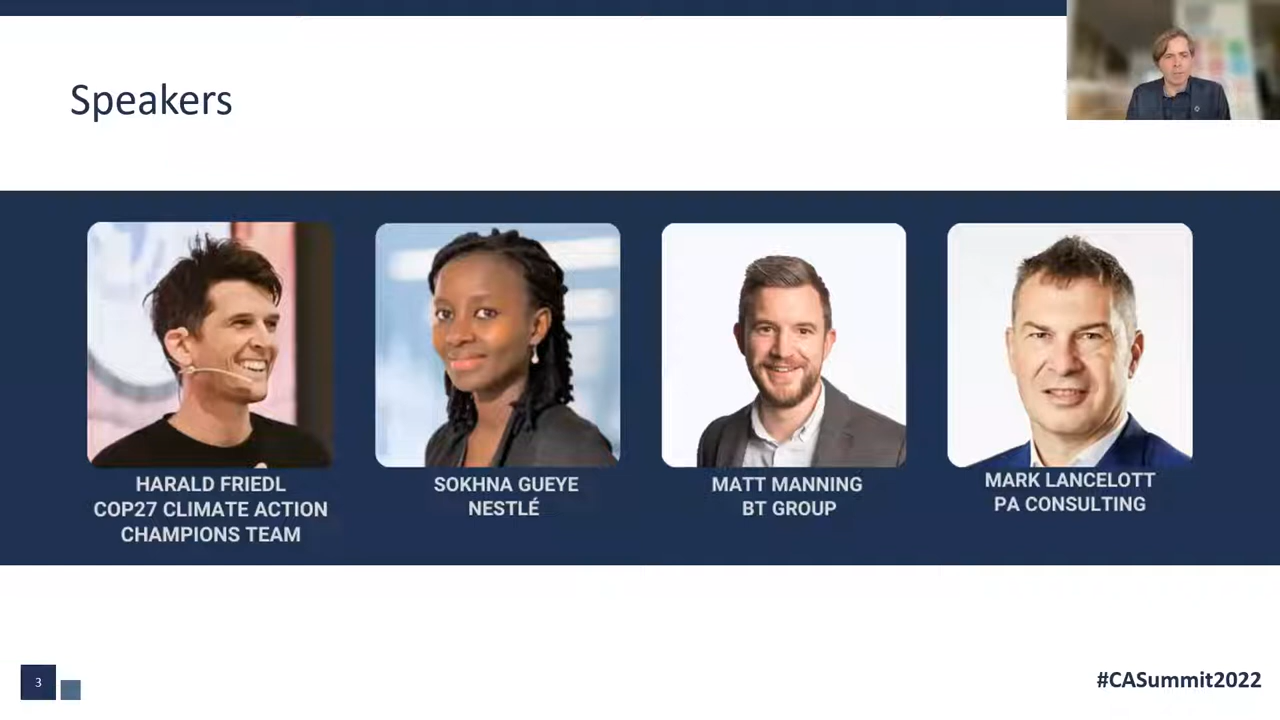 Speakers
HARALD FRIEDL
COP27 CLIMATE ACTION
CHAMPIONS TEAM
SOKHNA GUEYE
NESTLÉ
MATT MANNING
BT GROUP
MARK LANCELOTT
PA CONSULTING
3
#CASummit2022